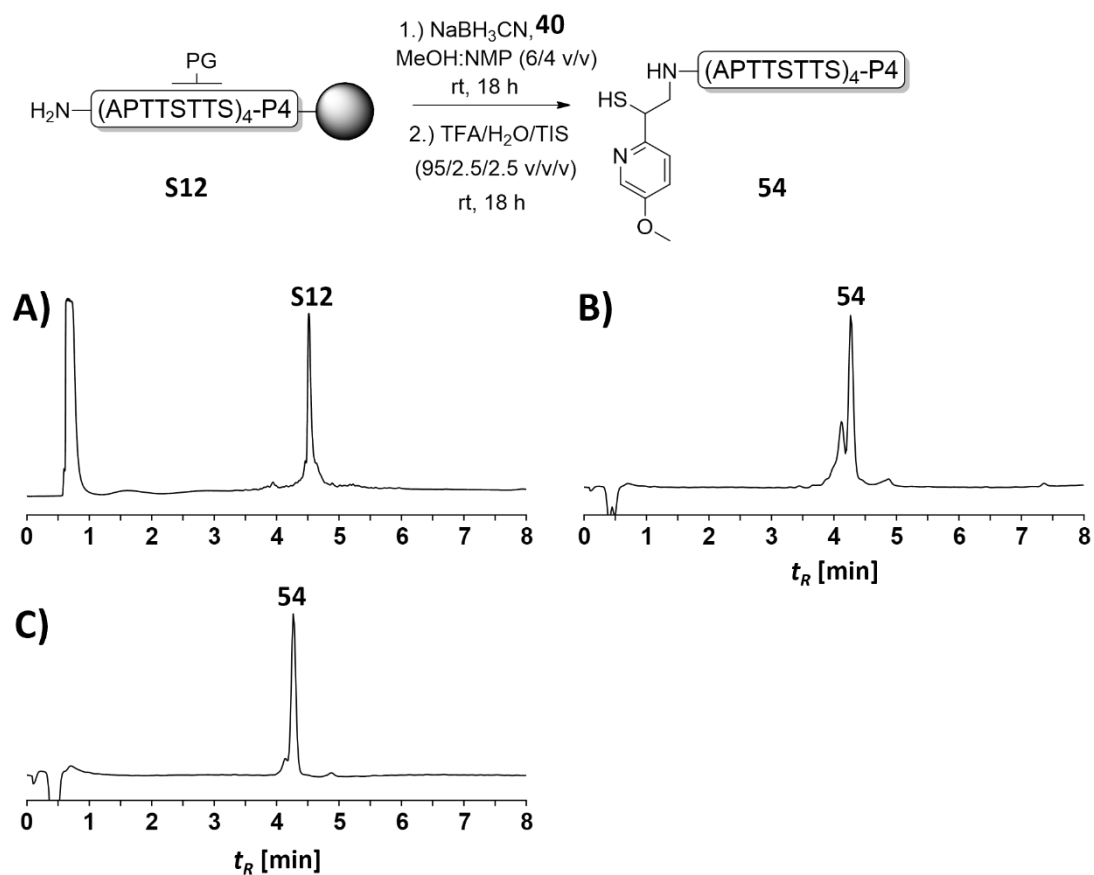 PG
H₂N
(APTTSTTS)₄-P4
S12
1.) NaBH₃CN, 40
MeOH:NMP (6/4 v/v)
rt, 18 h
2.) TFA/H₂O/TIS
(95/2.5/2.5 v/v/v)
rt, 18 h
HN
(APTTSTTS)₄-P4
HS
N
O
54
A)
S12
0 1 2 3 4 5 6 7 8
B)
54
0 1 2 3 4 5 6 7 8
tR [min]
C)
54
0 1 2 3 4 5 6 7 8
tR [min]